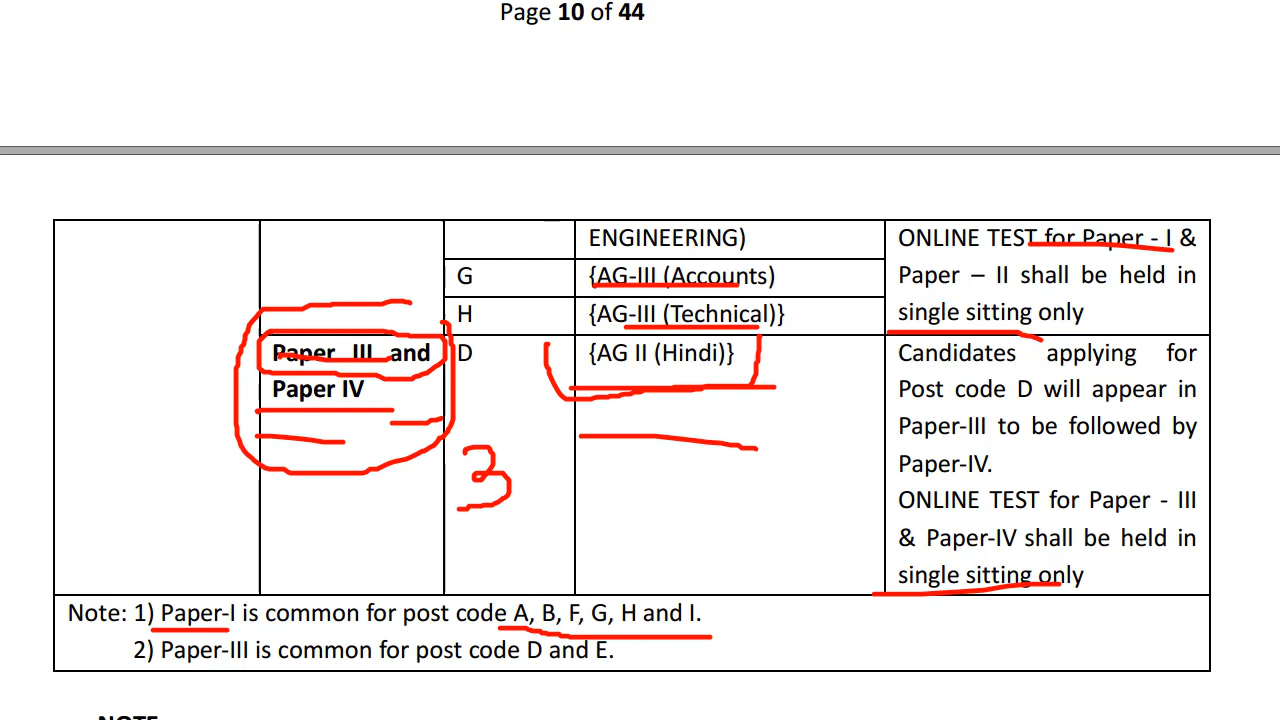 Page 10 of 44
ENGINEERING)
ONLINE TEST for Paper - I &
Paper – II shall be held in
single sitting only
G
{AG-III (Accounts)
H
{AG-III (Technical)}
Paper III and
Paper IV
D
{AG II (Hindi)}
Candidates applying for
Post code D will appear in
Paper-III to be followed by
Paper-IV.
ONLINE TEST for Paper - III
& Paper-IV shall be held in
single sitting only
3
Note: 1) Paper-I is common for post code A, B, F, G, H and I.
2) Paper-III is common for post code D and E.
NOTE